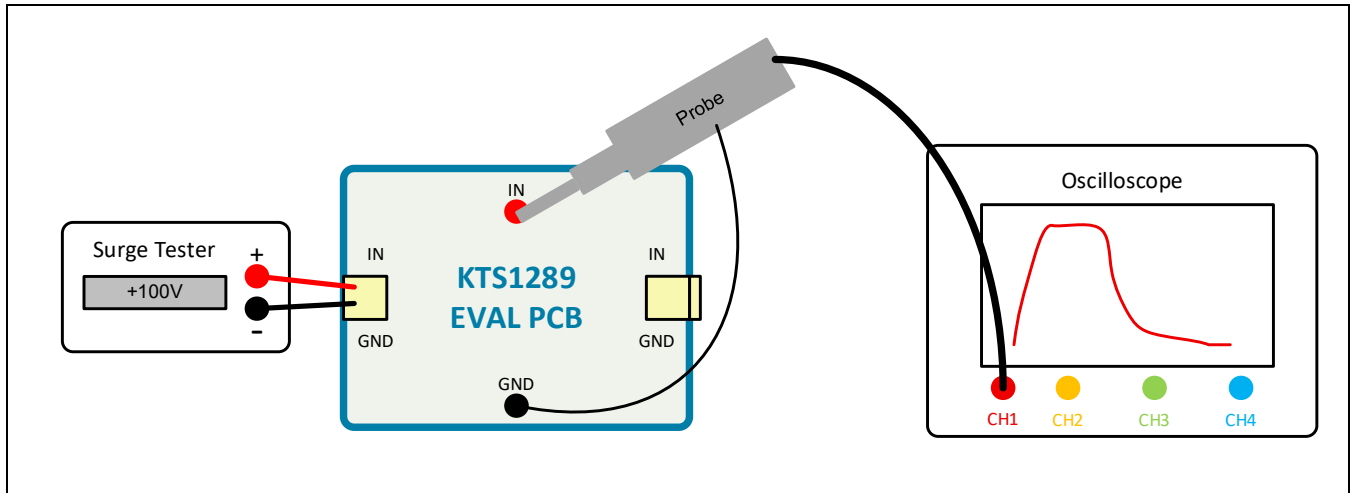 Probe
Oscilloscope
IN
Surge Tester
+
+100V
-
IN
GND
KTS1289
EVAL PCB
IN
GND
GND
CH1
CH2
CH3
CH4